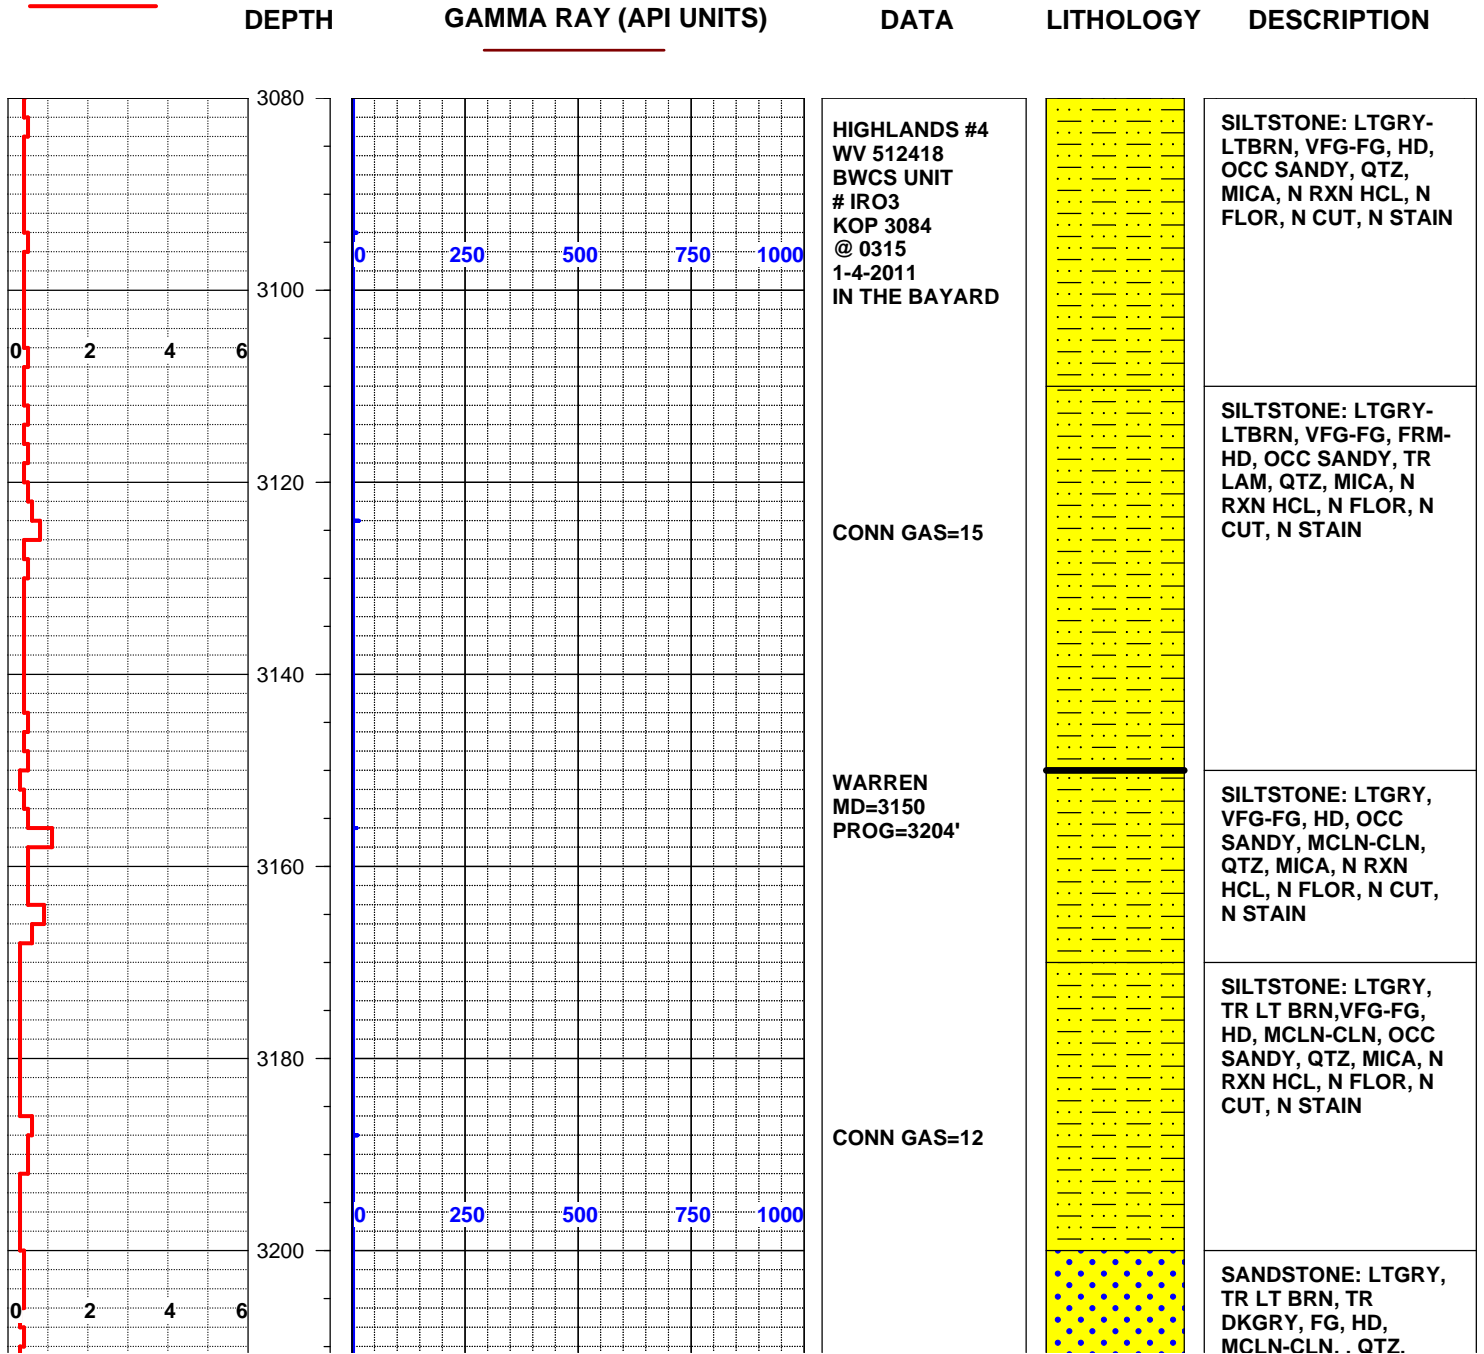 DEPTH
GAMMA RAY (API UNITS)
DATA
LITHOLOGY
DESCRIPTION
3080
HIGHLANDS #4
WV 512418
BWCS UNIT
# IRO3
KOP 3084
@ 0315
1-4-2011
IN THE BAYARD
SILTSTONE: LTGRY-
LTBRN, VFG-FG, HD,
OCC SANDY, QTZ,
MICA, N RXN HCL, N
FLOR, N CUT, N STAIN
0 250 500 750 1000
3100
0 2 4 6
SILTSTONE: LTGRY-
LTBRN, VFG-FG, FRM-
HD, OCC SANDY, TR
LAM, QTZ, MICA, N
RXN HCL, N FLOR, N
CUT, N STAIN
3120
CONN GAS=15
3140
WARREN
MD=3150
PROG=3204'
SILTSTONE: LTGRY,
VFG-FG, HD, OCC
SANDY, MCLN-CLN,
QTZ, MICA, N RXN
HCL, N FLOR, N CUT,
N STAIN
3160
SILTSTONE: LTGRY,
TR LT BRN,VFG-FG,
HD, MCLN-CLN, OCC
SANDY, QTZ, MICA, N
RXN HCL, N FLOR, N
CUT, N STAIN
3180
CONN GAS=12
0 250 500 750 1000
3200
0 2 4 6
SANDSTONE: LTGRY,
TR LT BRN, TR
DKGRY, FG, HD,
MCLN-CLN, , QTZ,